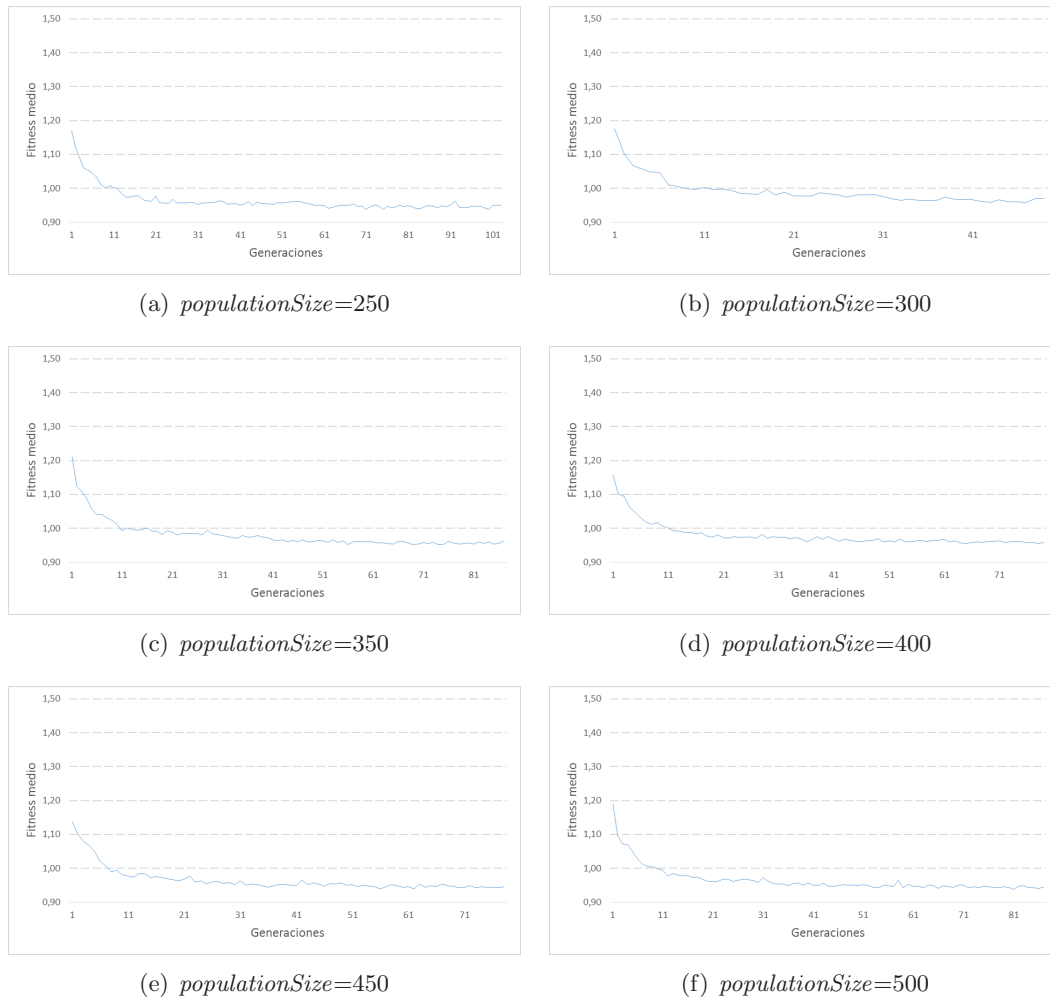 1,50
1,40
1,30
1,20
1,10
1,00
0,90
Fitness medio
1 11 21 31 41 51 61 71 81 91 101
Generaciones
(a) populationSize=250
1,50
1,40
1,30
1,20
1,10
1,00
0,90
Fitness medio
1 11 21 31 41
Generaciones
(b) populationSize=300
1,50
1,40
1,30
1,20
1,10
1,00
0,90
Fitness medio
1 11 21 31 41 51 61 71 81
Generaciones
(c) populationSize=350
1,50
1,40
1,30
1,20
1,10
1,00
0,90
Fitness medio
1 11 21 31 41 51 61 71
Generaciones
(d) populationSize=400
1,50
1,40
1,30
1,20
1,10
1,00
0,90
Fitness medio
1 11 21 31 41 51 61 71
Generaciones
(e) populationSize=450
1,50
1,40
1,30
1,20
1,10
1,00
0,90
Fitness medio
1 11 21 31 41 51 61 71 81
Generaciones
(f) populationSize=500